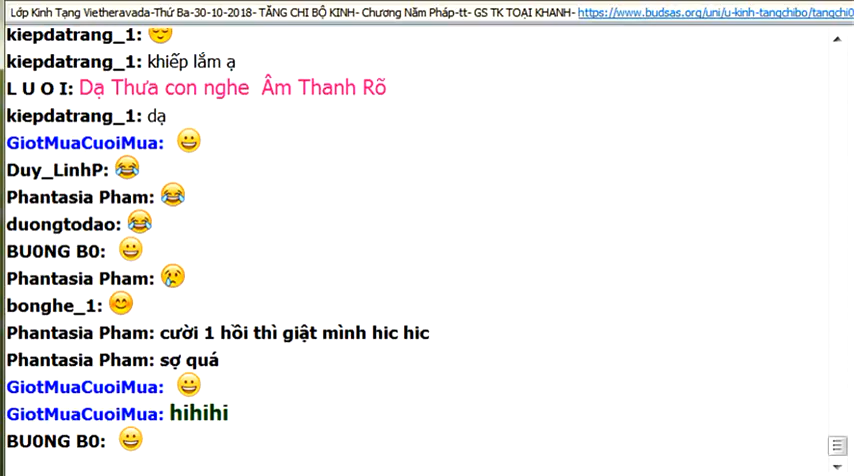 Lớp Kinh Tạng Vietheravada-Thứ Ba-30-10-2018- TĂNG CHI BỘ KINH- Chương Năm Pháp-tt- GS TK TOẠI KHANH- https://www.budsas.org/uni/u-kinh-tangchibo/tangchi0
kiepdatrang_1: 😌
kiepdatrang_1: khiếp lắm ạ
L U O I: Dạ Thưa con nghe Âm Thanh Rõ
kiepdatrang_1: dạ
GiotMuaCuoiMua: 😀
Duy_LinhP: 😂
Phantasia Pham: 😂
duongtodao: 😂
BU0NG B0: 😀
Phantasia Pham: 😢
bonghe_1: 😊
Phantasia Pham: cười 1 hồi thì giật mình hic hic
Phantasia Pham: sợ quá
GiotMuaCuoiMua: 😀
GiotMuaCuoiMua: hihihi
BU0NG B0: 😀